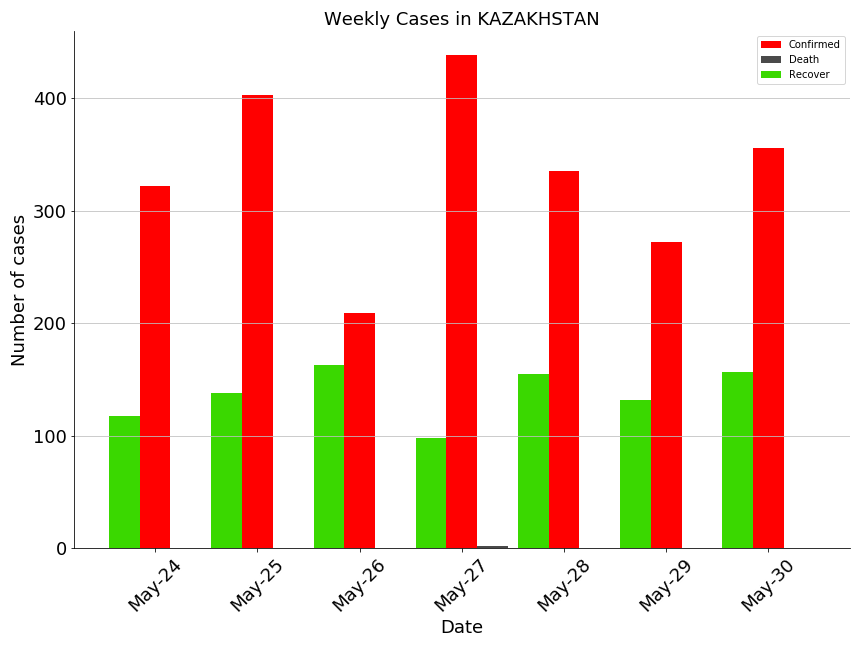 Weekly Cases in KAZAKHSTAN
Confirmed
Death
Recover
Number of cases
400
300
200
100
0
May-24
May-25
May-26
May-27
May-28
May-29
May-30
Date